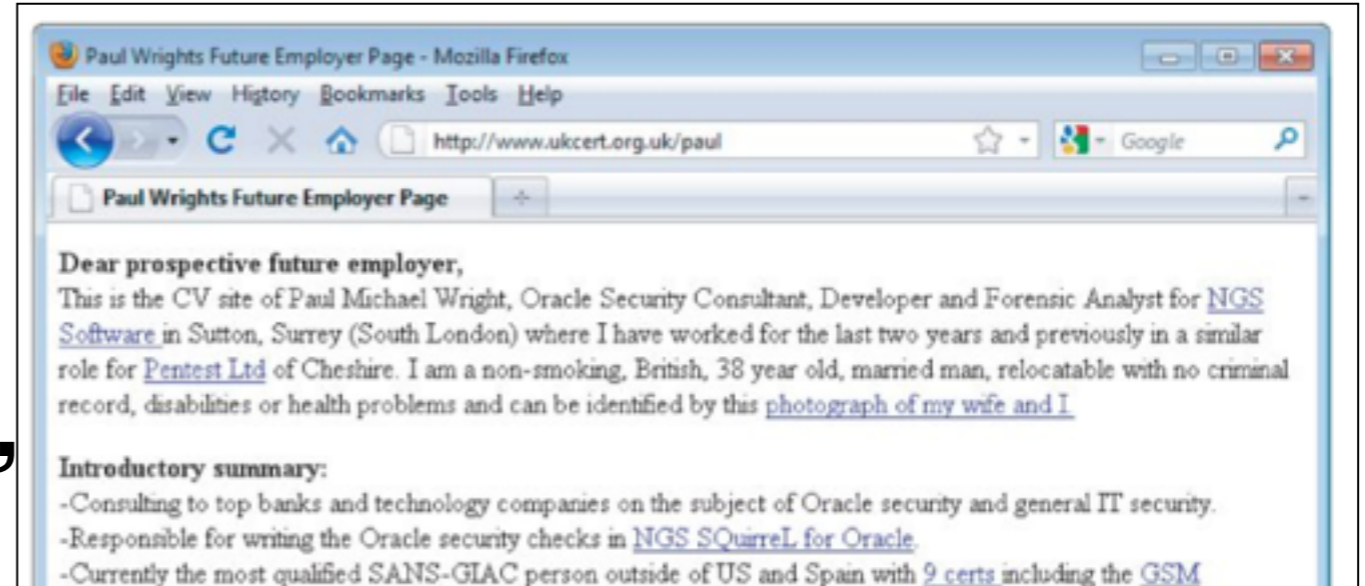 Paul Wrights Future Employer Page - Mozilla Firefox
File Edit View History Bookmarks Tools Help
http://www.ukcert.org.uk/paul
Google
Paul Wrights Future Employer Page
Dear prospective future employer,
This is the CV site of Paul Michael Wright, Oracle Security Consultant, Developer and Forensic Analyst for NGS
Software in Sutton, Surrey (South London) where I have worked for the last two years and previously in a similar
role for Pentest Ltd of Cheshire. I am a non-smoking, British, 38 year old, married man, relocatable with no criminal
record, disabilities or health problems and can be identified by this photograph of my wife and I.
”
Introductory summary:
-Consulting to top banks and technology companies on the subject of Oracle security and general IT security.
-Responsible for writing the Oracle security checks in NGS SQuirreL for Oracle.
-Currently the most qualified SANS-GIAC person outside of US and Spain with 9 certs including the GSM